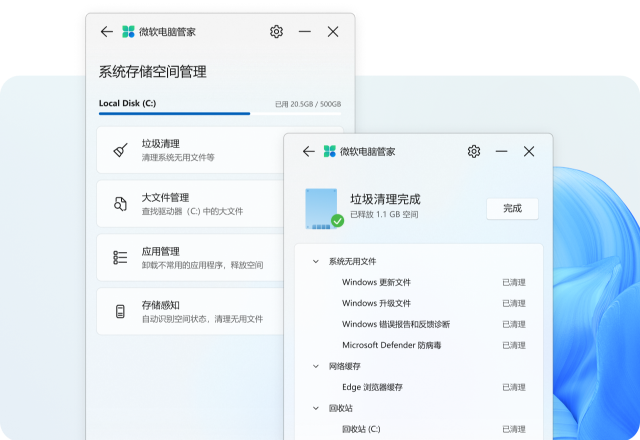 微软电脑管家
系统存储空间管理
Local Disk (C:)
已用 20.5GB / 500GB
垃圾清理
清理系统无用文件等
大文件管理
查找驱动器（C:) 中的大文件
应用管理
卸载不常用的应用程序，释放空间
存储感知
自动识别空间状态，清理无用文件
微软电脑管家
垃圾清理完成
已释放 1.1 GB 空间
完成
系统无用文件
Windows 更新文件 已清理
Windows 升级文件 已清理
Windows 错误报告和反馈诊断 已清理
Microsoft Defender 防病毒 已清理
网络缓存
Edge 浏览器缓存 已清理
回收站
回收站 (C:) 已清理